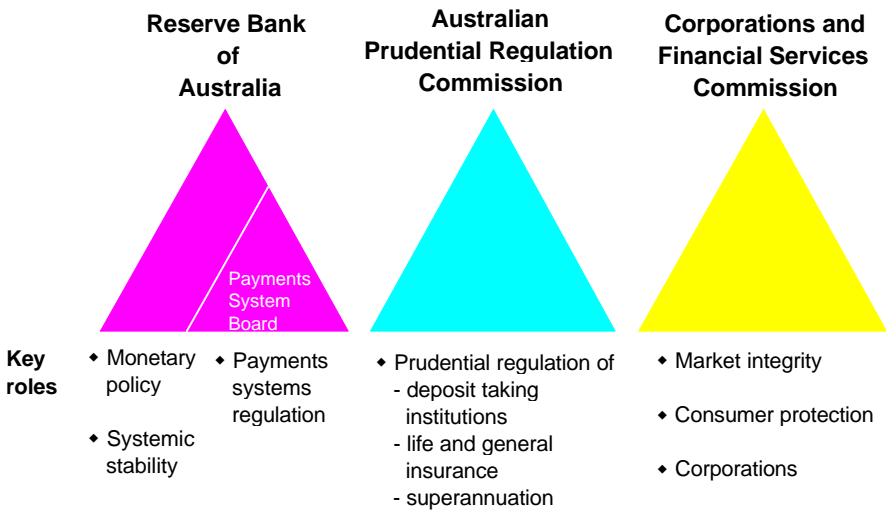 Reserve Bank
of
Australia
Australian
Prudential Regulation
Commission
Corporations and
Financial Services
Commission
Payments
System
Board
Key
roles
◆ Monetary
policy
◆ Systemic
stability
◆ Payments
systems
regulation
◆ Prudential regulation of
- deposit taking
institutions
- life and general
insurance
- superannuation
◆ Market integrity
◆ Consumer protection
◆ Corporations